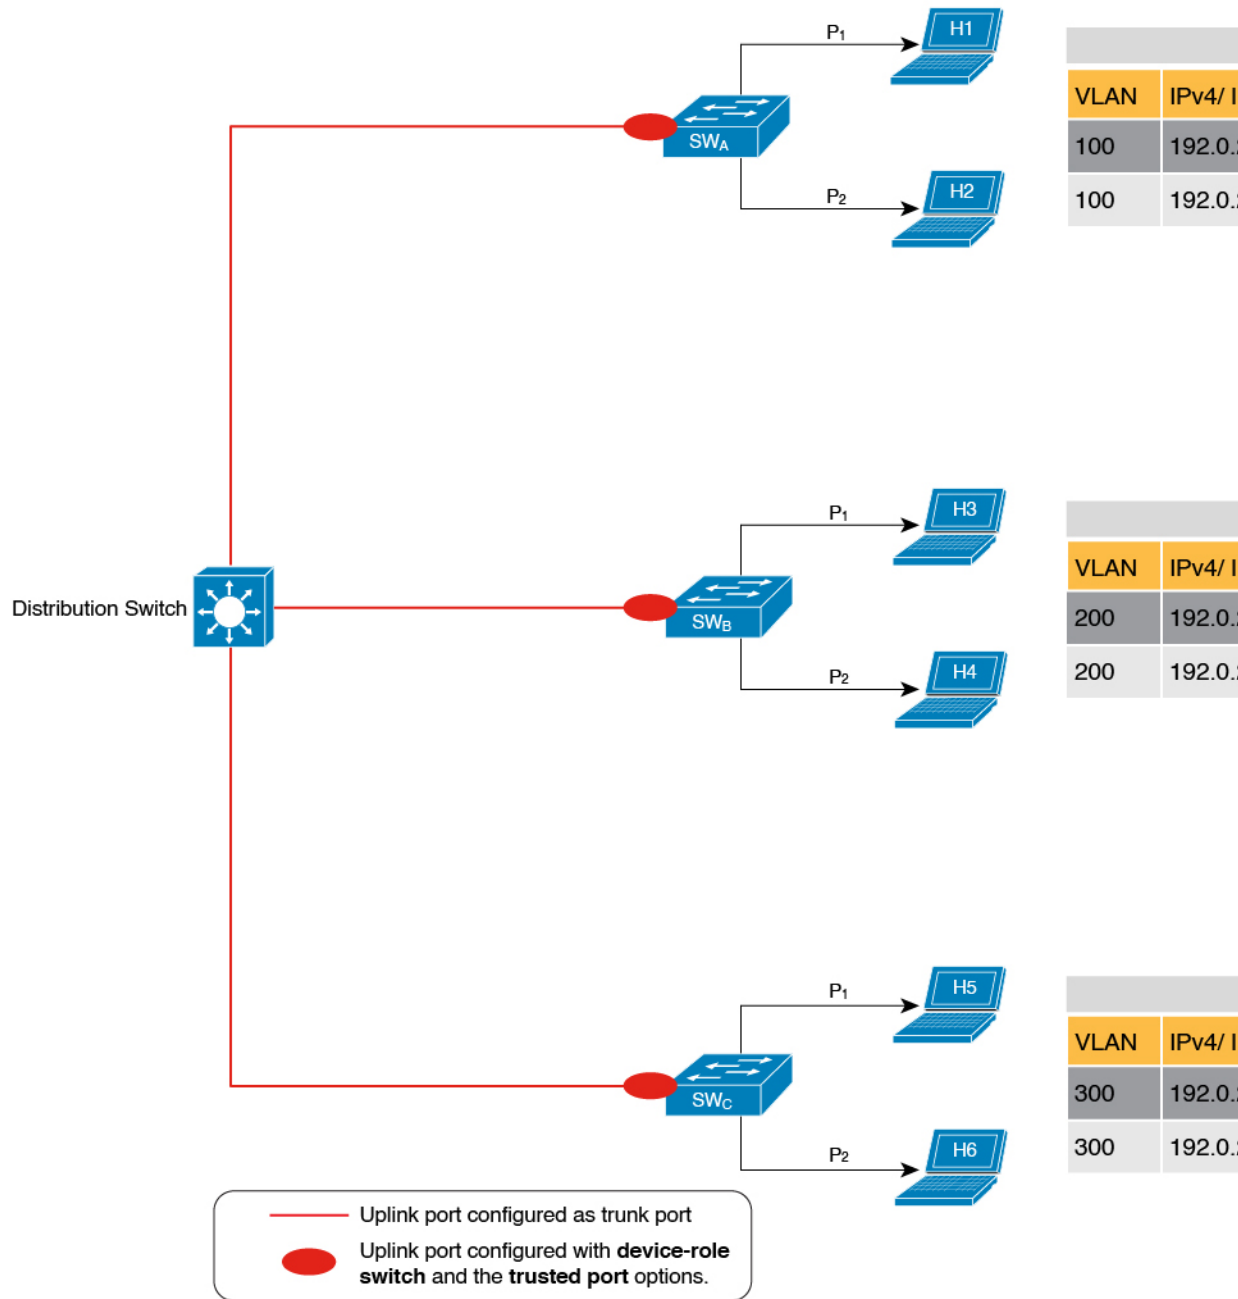 P₁
H1
SWA
P₂
H2
VLAN IPv4/ I
100 192.0.
100 192.0.
P₁
H3
Distribution Switch
SWB
P₂
H4
VLAN IPv4/ I
200 192.0.
200 192.0.
P₁
H5
SWC
P₂
H6
VLAN IPv4/ I
300 192.0.
300 192.0.
Uplink port configured as trunk port
Uplink port configured with device-role
switch and the trusted port options.